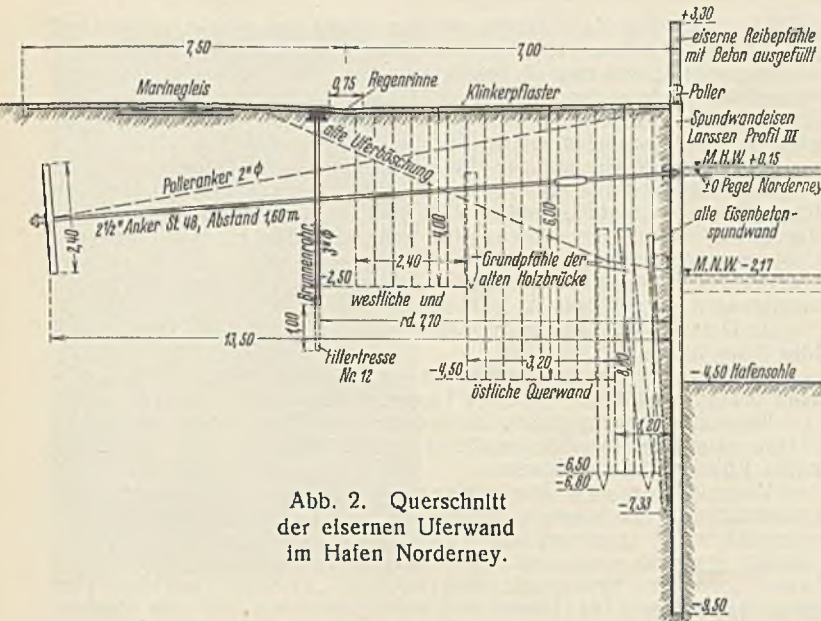 +3,30
7,50
7,00
eiserne Reibepfähle
mit Beton ausgefüllt
0,75
Regenrinne
Marinegleis
Klinkerpflaster
Poller
Spundwandeisen
Larssen Profil III
alte Uferböschung
M.H.W. +0,15
±0 Pegel Norderney
Polleranker 2"ϕ
2½" Anker St. 48, Abstand 1,60 m
2,40
6,00
4,00
alte Eisenbeton-
spundwand
Brunnenrohr
3"ϕ
2,40
Grundpfähle der
alten Holzbrücke
M.N.W. -2,17
-2,50
westliche und
rd. 7,70
13,50
1,00
Filtertresse
Nr. 12
3,20
8,20
-4,50
östliche Querwand
-4,50 Hafensohle
1,20
-6,50
-6,80
-7,33
-9,50
Abb. 2. Querschnitt
der eisernen Uferwand
im Hafen Norderney.